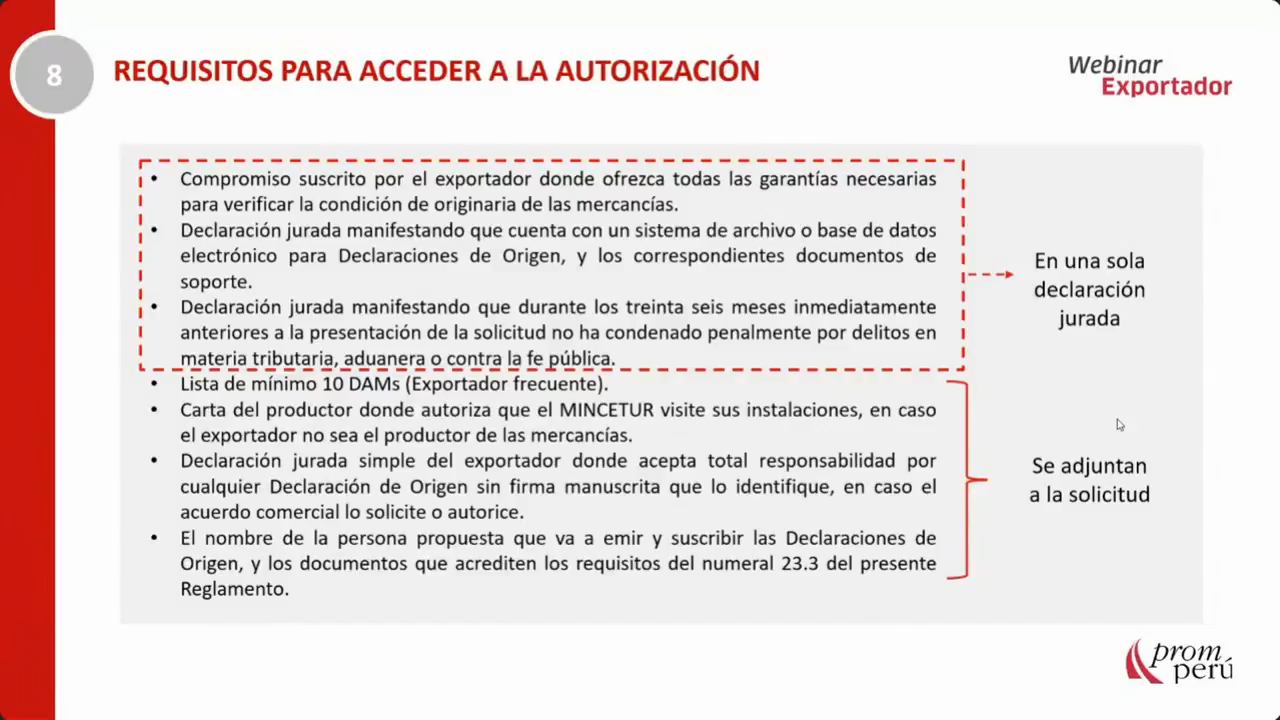 8
REQUISITOS PARA ACCEDER A LA AUTORIZACIÓN
Webinar
Exportador
• Compromiso suscrito por el exportador donde ofrezca todas las garantías necesarias
para verificar la condición de originaria de las mercancías.
• Declaración jurada manifestando que cuenta con un sistema de archivo o base de datos
electrónico para Declaraciones de Origen, y los correspondientes documentos de
soporte.
• Declaración jurada manifestando que durante los treinta seis meses inmediatamente
anteriores a la presentación de la solicitud no ha condenado penalmente por delitos en
materia tributaria, aduanera o contra la fe pública.
En una sola
declaración
jurada
• Lista de mínimo 10 DAMs (Exportador frecuente).
• Carta del productor donde autoriza que el MINCETUR visite sus instalaciones, en caso
el exportador no sea el productor de las mercancías.
• Declaración jurada simple del exportador donde acepta total responsabilidad por
cualquier Declaración de Origen sin firma manuscrita que lo identifique, en caso el
acuerdo comercial lo solicite o autorice.
• El nombre de la persona propuesta que va a emir y suscribir las Declaraciones de
Origen, y los documentos que acrediten los requisitos del numeral 23.3 del presente
Reglamento.
Se adjuntan
a la solicitud
prom
perú